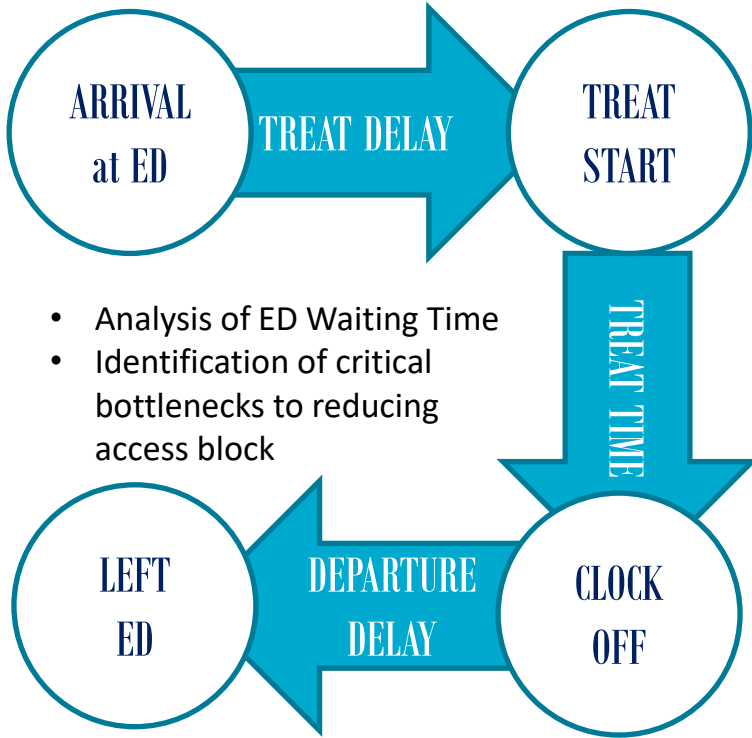 ARRIVAL
at ED
TREAT DELAY
TREAT
START
• Analysis of ED Waiting Time
• Identification of critical
bottlenecks to reducing
access block
TREAT TIME
LEFT
ED
DEPARTURE
DELAY
CLOCK
OFF